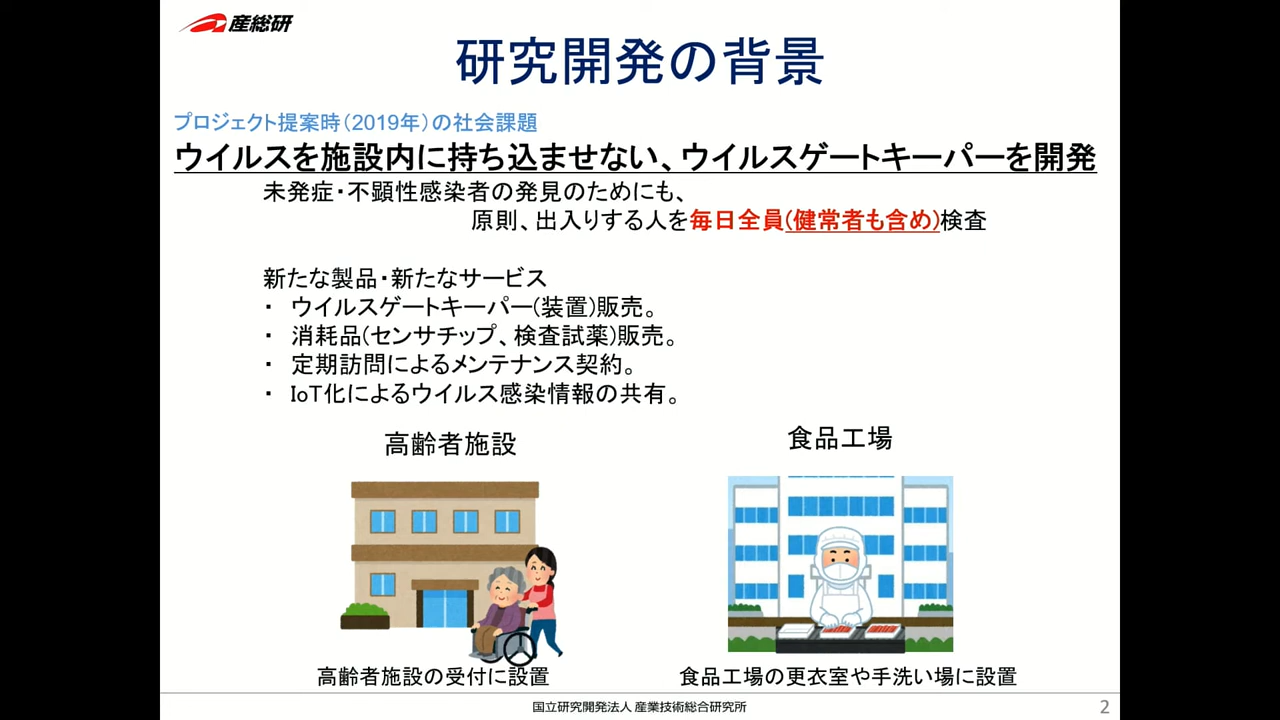 産総研
研究開発の背景
プロジェクト提案時(2019年)の社会課題
ウイルスを施設内に持ち込ませない、ウイルスゲートキーパーを開発
未発症・不顕性感染者の発見のためにも、
原則、出入りする人を毎日全員(健常者も含め)検査
新たな製品・新たなサービス
・ ウイルスゲートキーパー(装置)販売。
・ 消耗品(センサチップ、検査試薬)販売。
・ 定期訪問によるメンテナンス契約。
・ IoT化によるウイルス感染情報の共有。
高齢者施設
食品工場
高齢者施設の受付に設置
食品工場の更衣室や手洗い場に設置
国立研究開発法人 産業技術総合研究所
2